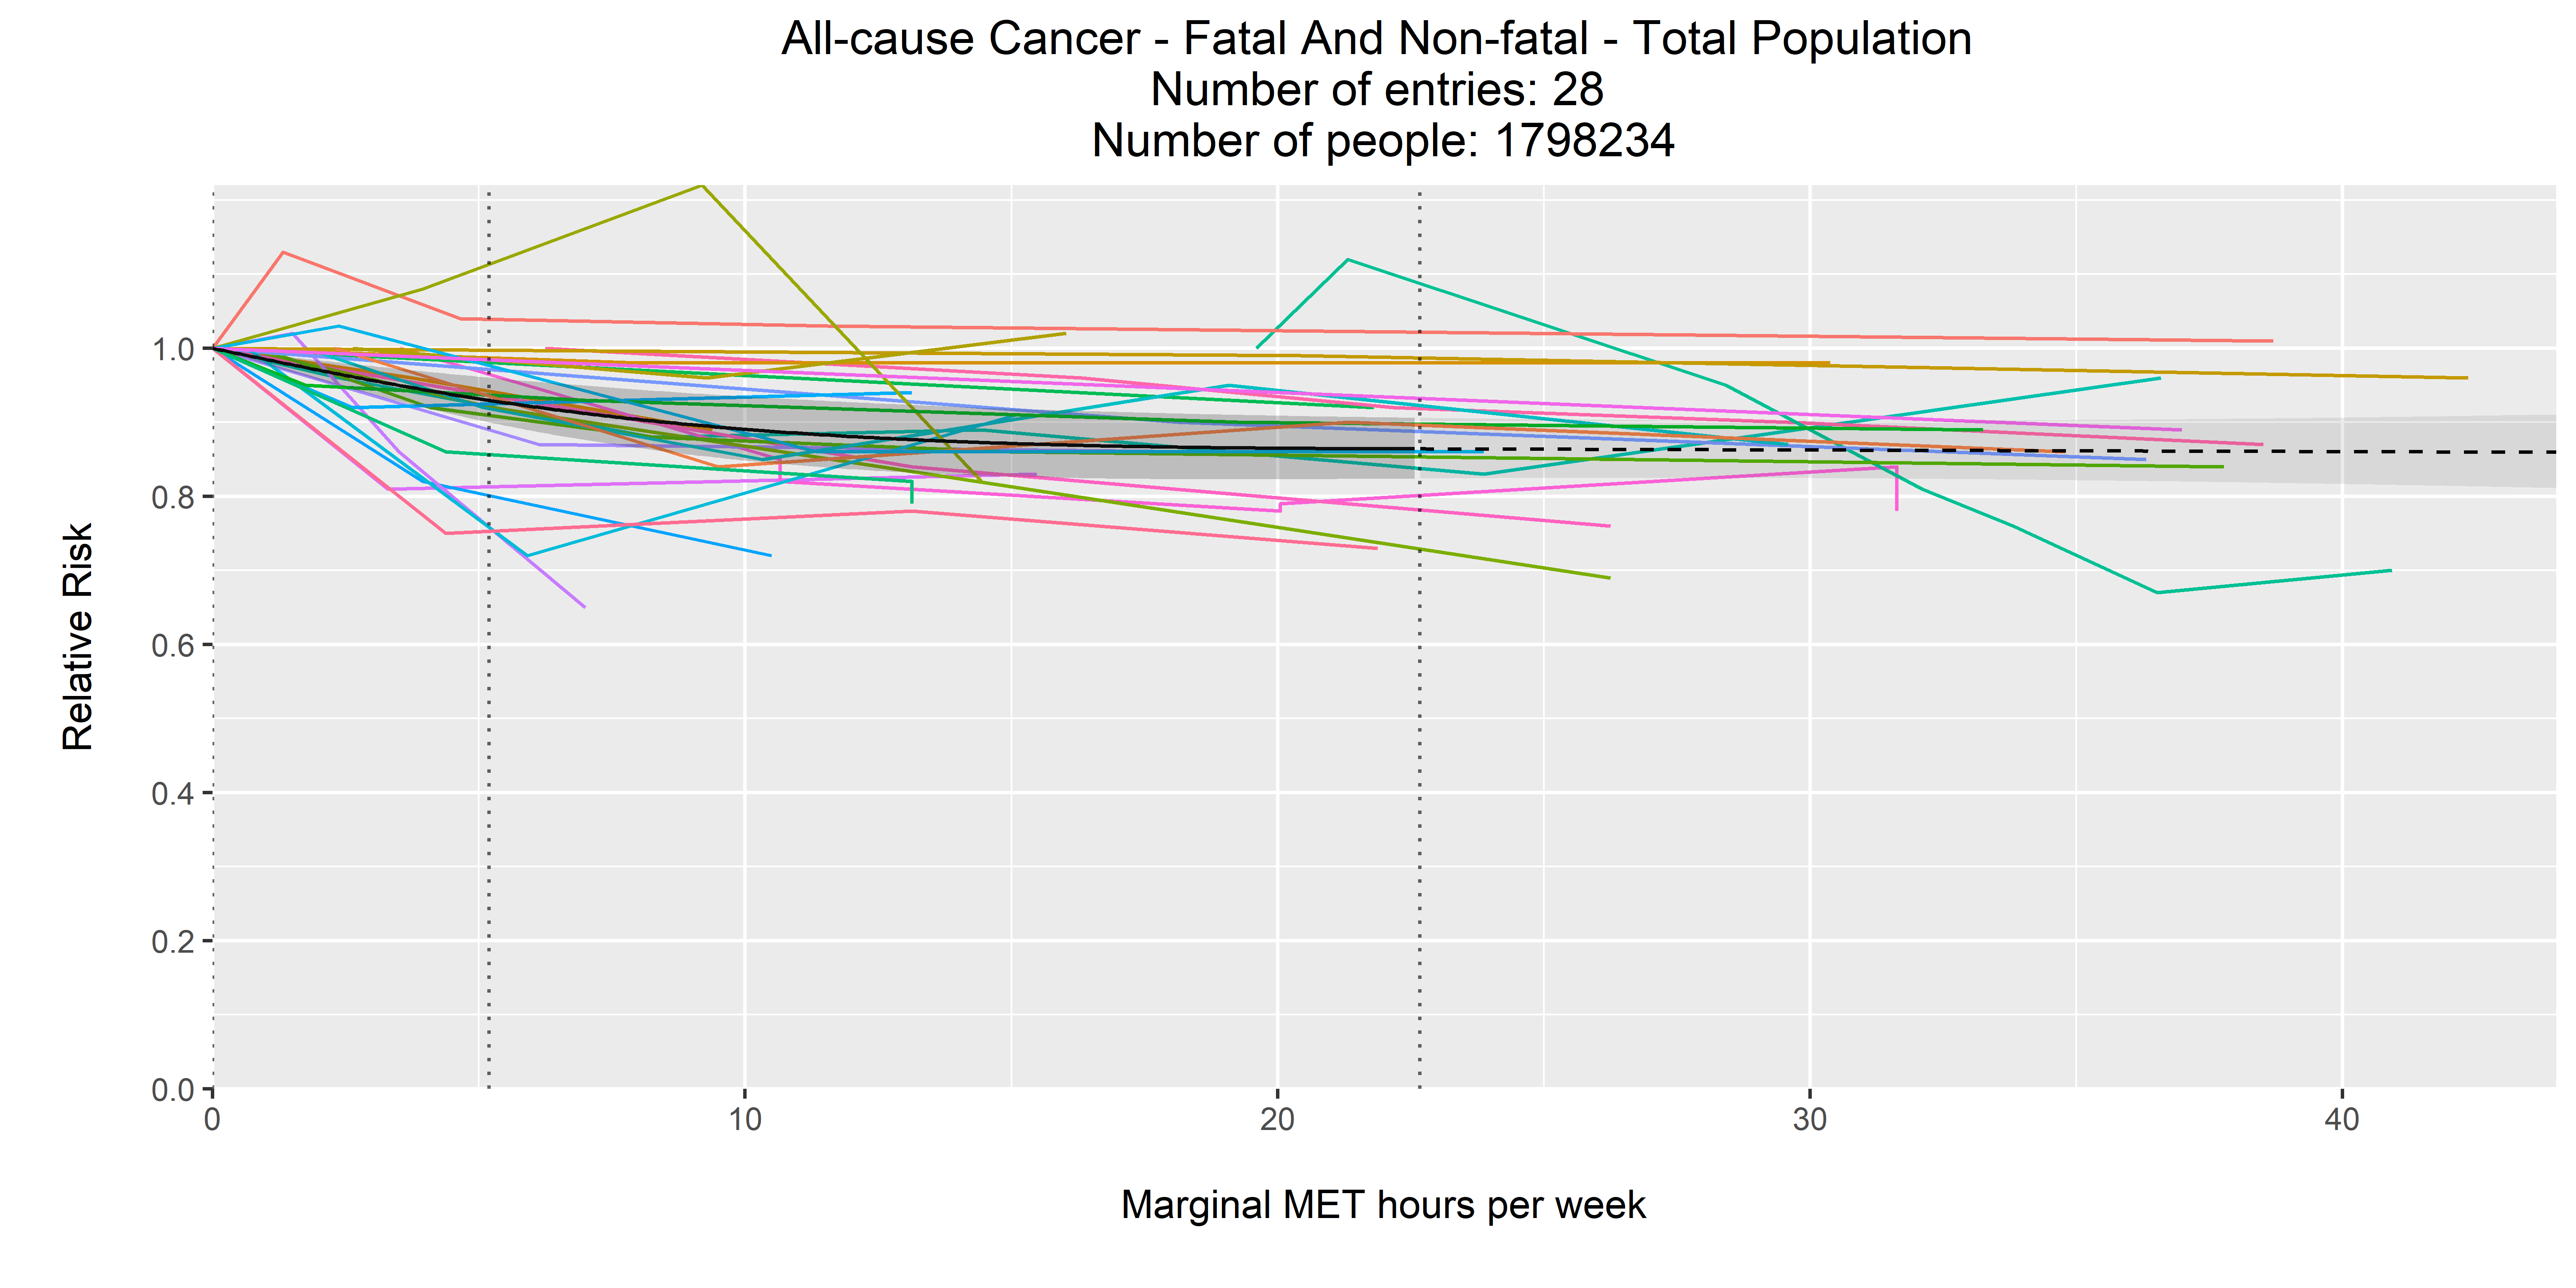 All-cause Cancer - Fatal And Non-fatal - Total Population
Number of entries: 28
Number of people: 1798234
Relative Risk
1.0
0.8
0.6
0.4
0.2
0.0
0 10 20 30 40
Marginal MET hours per week